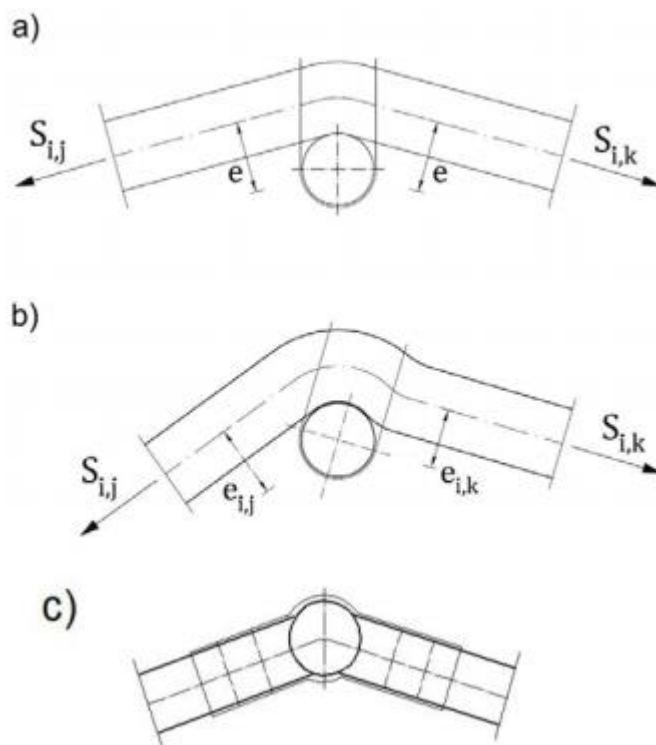 a)
S_{i,j}
e
e
S_{i,k}
b)
S_{i,j}
e_{i,j}
e_{i,k}
S_{i,k}
c)